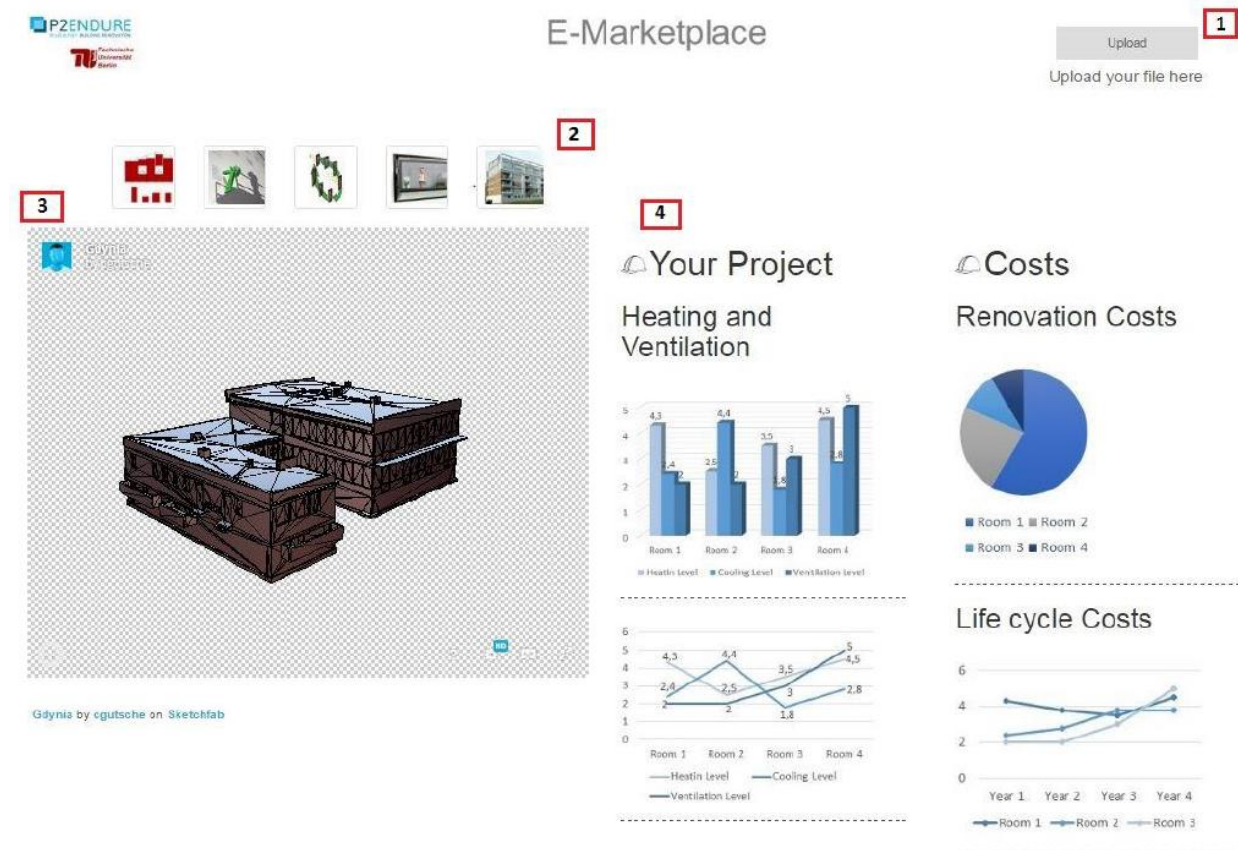 P2ENDURE
Technische
Universität
Berlin
E-Marketplace
1
Upload
Upload your file here
2
3
4
Gdynia
by cgutsche
Your Project
Heating and
Ventilation
5
4
3
2
1
0
4,3
2,4
2
2,5
4,4
2
3,5
1,8
3
4,5
2,8
5
Room 1 Room 2 Room 3 Room 4
Heatin Level Cooling Level Ventilation Level
6
5
4
3
2
1
0
4,3
2,4
2
4,4
2,5
2
3,5
3
1,8
5
4,5
2,8
Room 1 Room 2 Room 3 Room 4
Heatin Level Cooling Level
Ventilation Level
Costs
Renovation Costs
Room 1 Room 2
Room 3 Room 4
Life cycle Costs
6
4
2
0
Year 1 Year 2 Year 3 Year 4
Room 1 Room 2 Room 3
Gdynia by cgutsche on Sketchfab